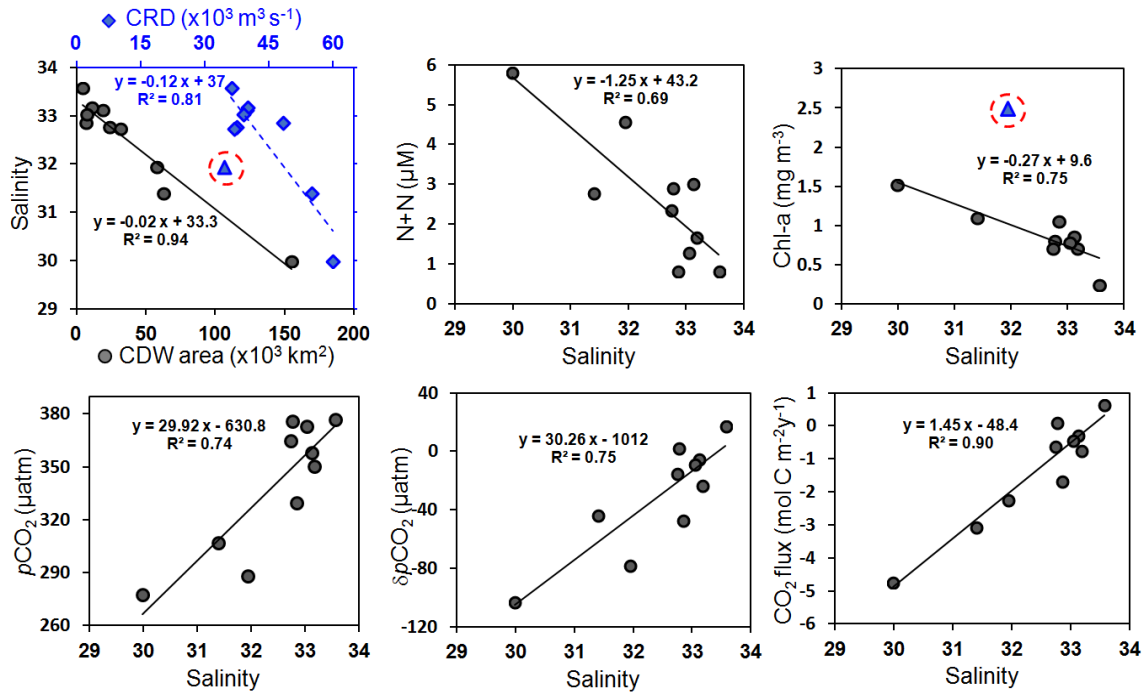 CRD (x10³ m³ s⁻¹)
0 15 30 45 60
34
33
32
31
30
29
Salinity
y = -0.12 x + 37
R² = 0.81
y = -0.02 x + 33.3
R² = 0.94
0 50 100 150 200
CDW area (x10³ km²)
6
5
4
3
2
1
0
N+N (µM)
y = -1.25 x + 43.2
R² = 0.69
29 30 31 32 33 34
Salinity
3
2.5
2
1.5
1
0.5
0
Chl-a (mg m⁻³)
y = -0.27 x + 9.6
R² = 0.75
29 30 31 32 33 34
Salinity
380
350
320
290
260
pCO₂ (µatm)
y = 29.92 x - 630.8
R² = 0.74
29 30 31 32 33 34
Salinity
40
0
-40
-80
-120
δpCO₂ (µatm)
y = 30.26 x - 1012
R² = 0.75
29 30 31 32 33 34
Salinity
1
0
-1
-2
-3
-4
-5
-6
CO₂ flux (mol C m⁻²y⁻¹)
y = 1.45 x - 48.4
R² = 0.90
29 30 31 32 33 34
Salinity